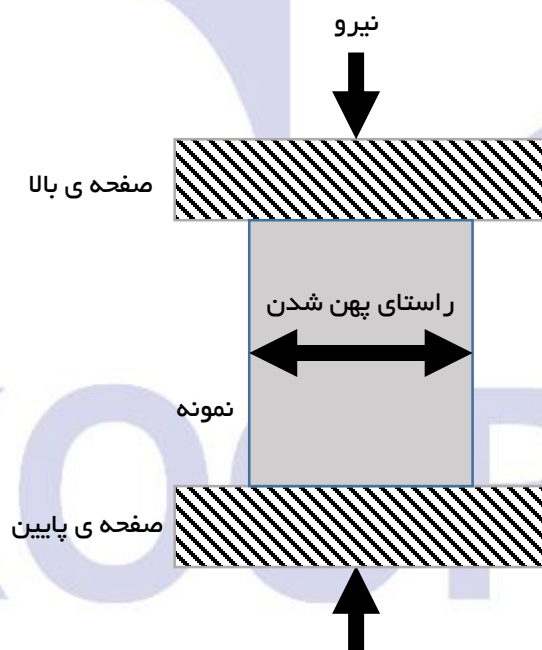 نیرو
صفحه ی بالا
راستای پهن شدن
نمونه
صفحه ی پایین